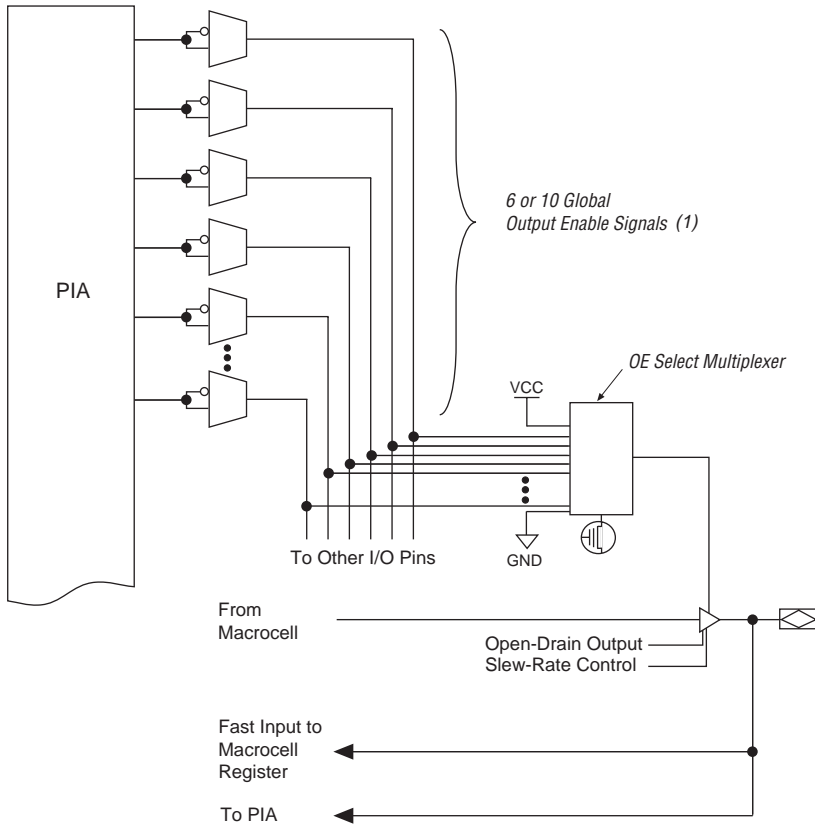 PIA
6 or 10 Global
Output Enable Signals (1)
OE Select Multiplexer
VCC
To Other I/O Pins
GND
From
Macrocell
Open-Drain Output
Slew-Rate Control
Fast Input to
Macrocell
Register
To PIA